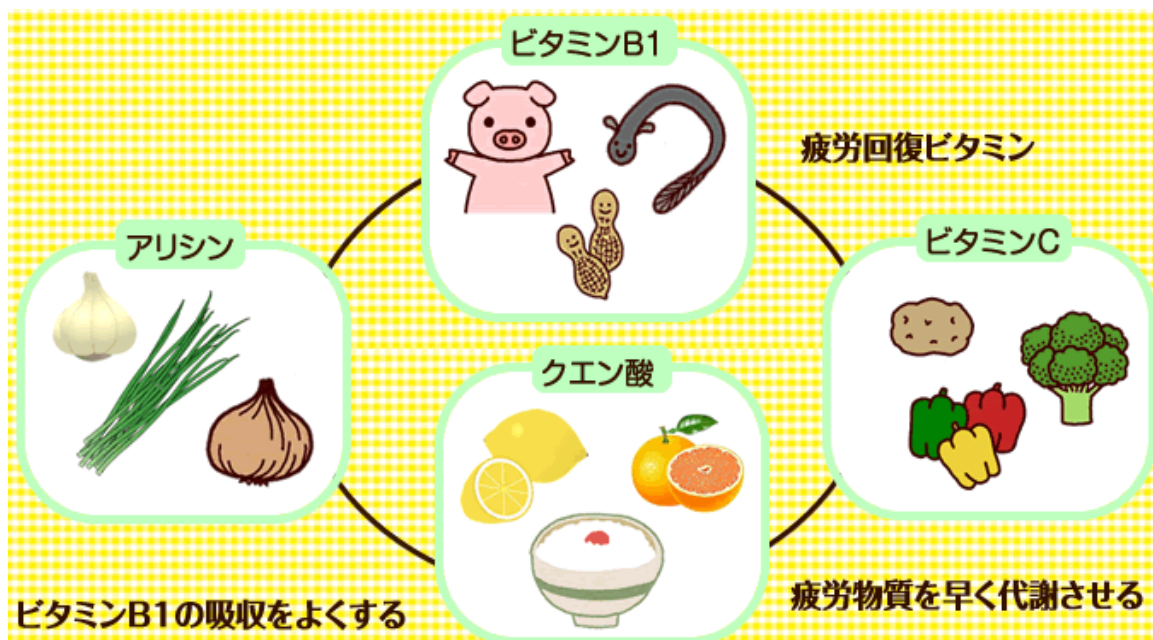 ビタミンB1
疲労回復ビタミン
アリシン
ビタミンC
クエン酸
ビタミンB1の吸収をよくする
疲労物質を早く代謝させる